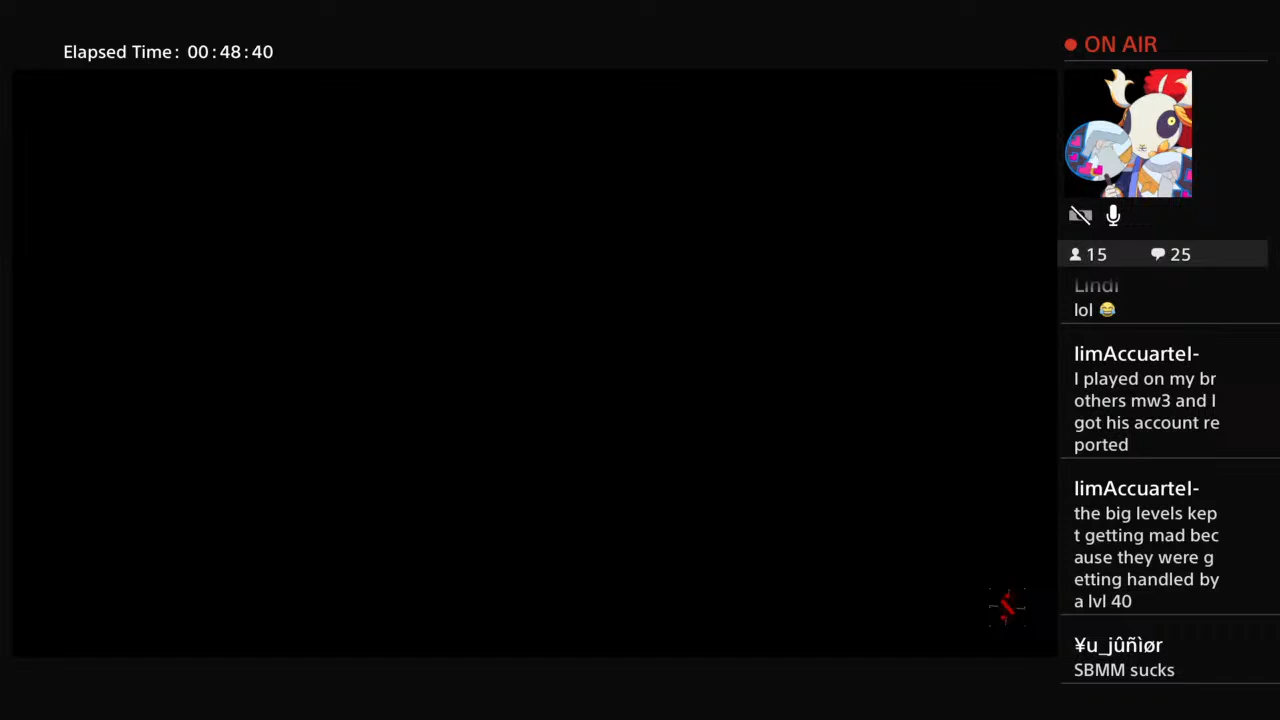 Elapsed Time: 00:48:40
ON AIR
15 25
Lindi
lol 😂
limAccuartel-
I played on my br
others mw3 and I
got his account re
ported
limAccuartel-
the big levels kep
t getting mad bec
ause they were g
etting handled by
a lvl 40
¥u_jûñìør
SBMM sucks